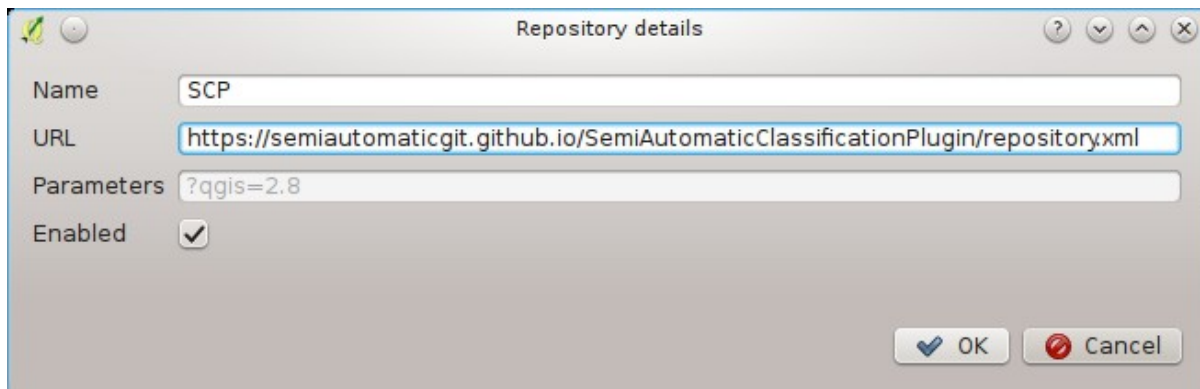 Repository details
Name SCP
URL https://semiautomaticgit.github.io/SemiAutomaticClassificationPlugin/repository.xml
Parameters ?qgis=2.8
Enabled
OK Cancel